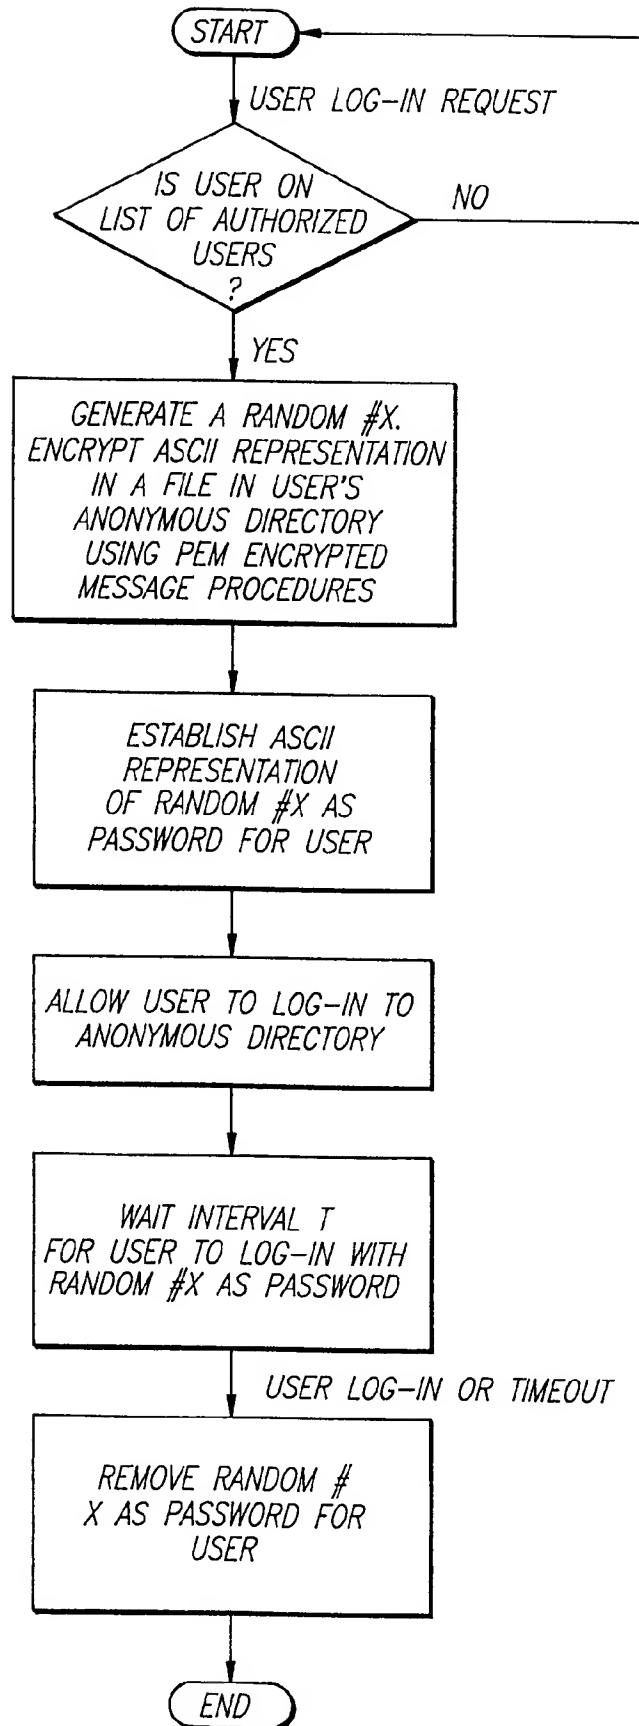 START
USER LOG-IN REQUEST
IS USER ON
LIST OF AUTHORIZED
USERS
?
NO
YES
GENERATE A RANDOM #X.
ENCRYPT ASCII REPRESENTATION
IN A FILE IN USER'S
ANONYMOUS DIRECTORY
USING PEM ENCRYPTED
MESSAGE PROCEDURES
ESTABLISH ASCII
REPRESENTATION
OF RANDOM #X AS
PASSWORD FOR USER
ALLOW USER TO LOG-IN TO
ANONYMOUS DIRECTORY
WAIT INTERVAL T
FOR USER TO LOG-IN WITH
RANDOM #X AS PASSWORD
USER LOG-IN OR TIMEOUT
REMOVE RANDOM #
X AS PASSWORD FOR
USER
END